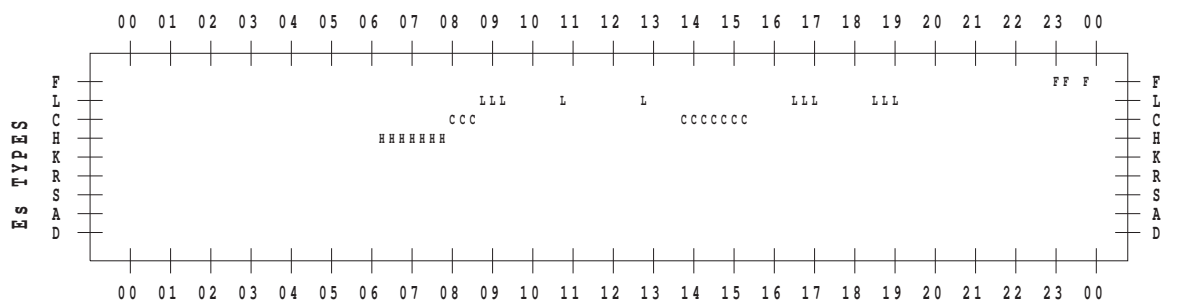 00 01 02 03 04 05 06 07 08 09 10 11 12 13 14 15 16 17 18 19 20 21 22 23 00
F FF F F
L LLL L L LLL LLL L
C CCC CCCCCCC C
H HHHHHHH H
K K
R R
S S
A A
D D
Es TYPES
00 01 02 03 04 05 06 07 08 09 10 11 12 13 14 15 16 17 18 19 20 21 22 23 00